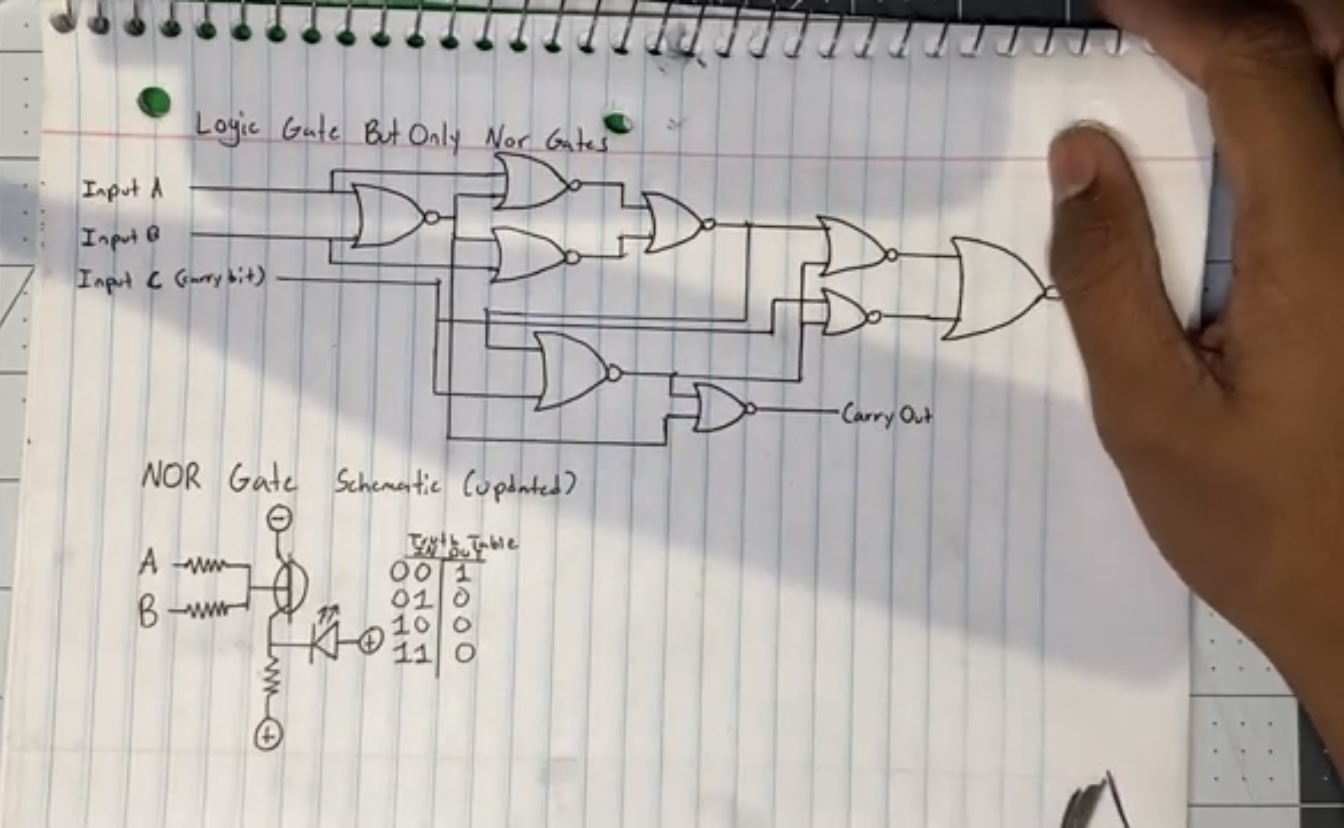 Logic Gate But Only Nor Gates
Input A
Input B
Input C (carry bit)
Carry Out
NOR Gate Schematic (updated)
A
B
Truth Table
IN OUT
00 1
01 0
10 0
11 0